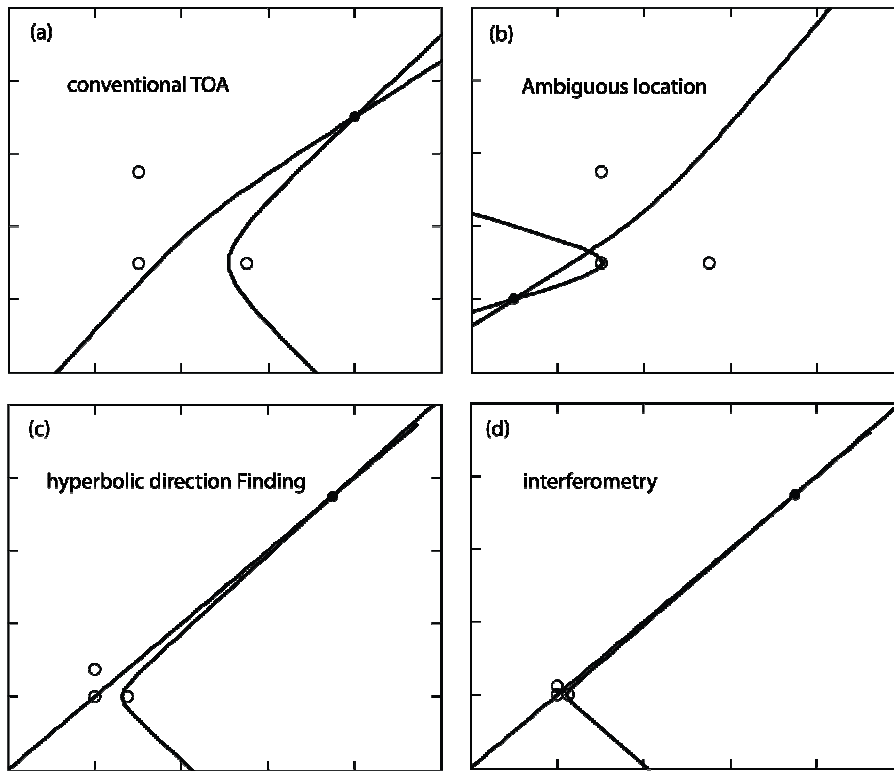 (a)
conventional TOA
(b)
Ambiguous location
(c)
hyperbolic direction Finding
(d)
interferometry